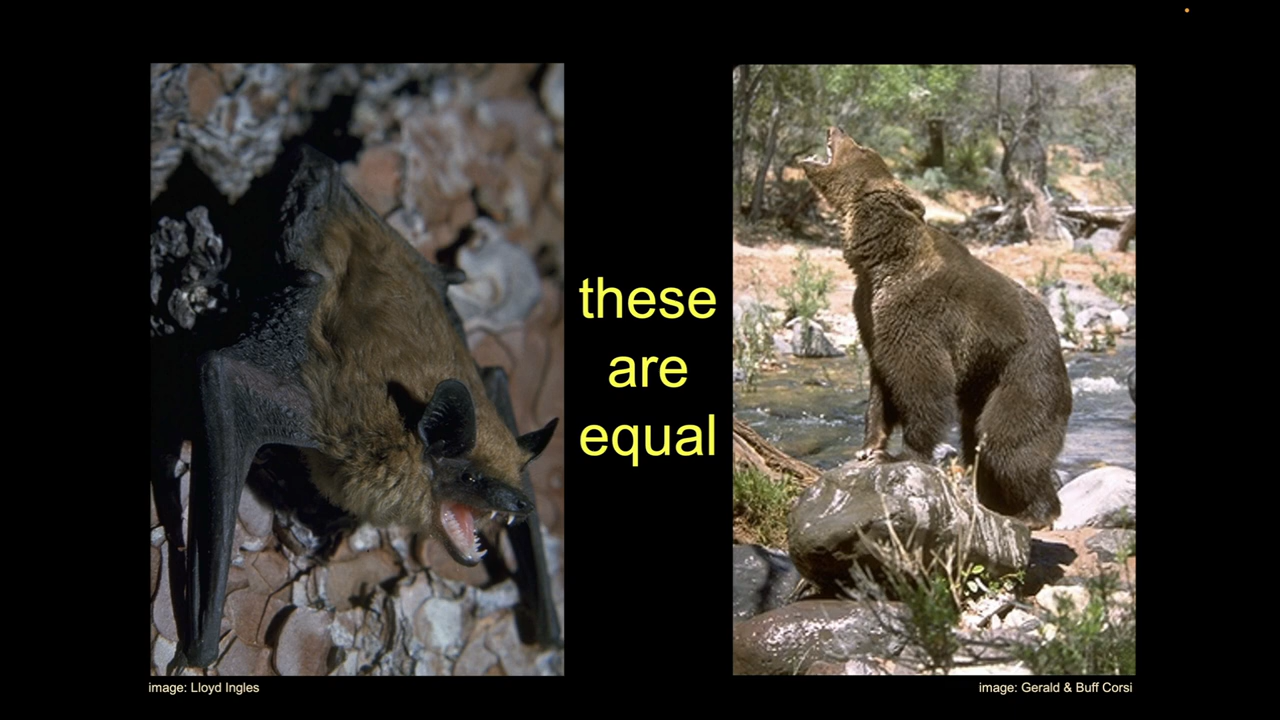 these
are
equal
image: Lloyd Ingles
image: Gerald & Buff Corsi